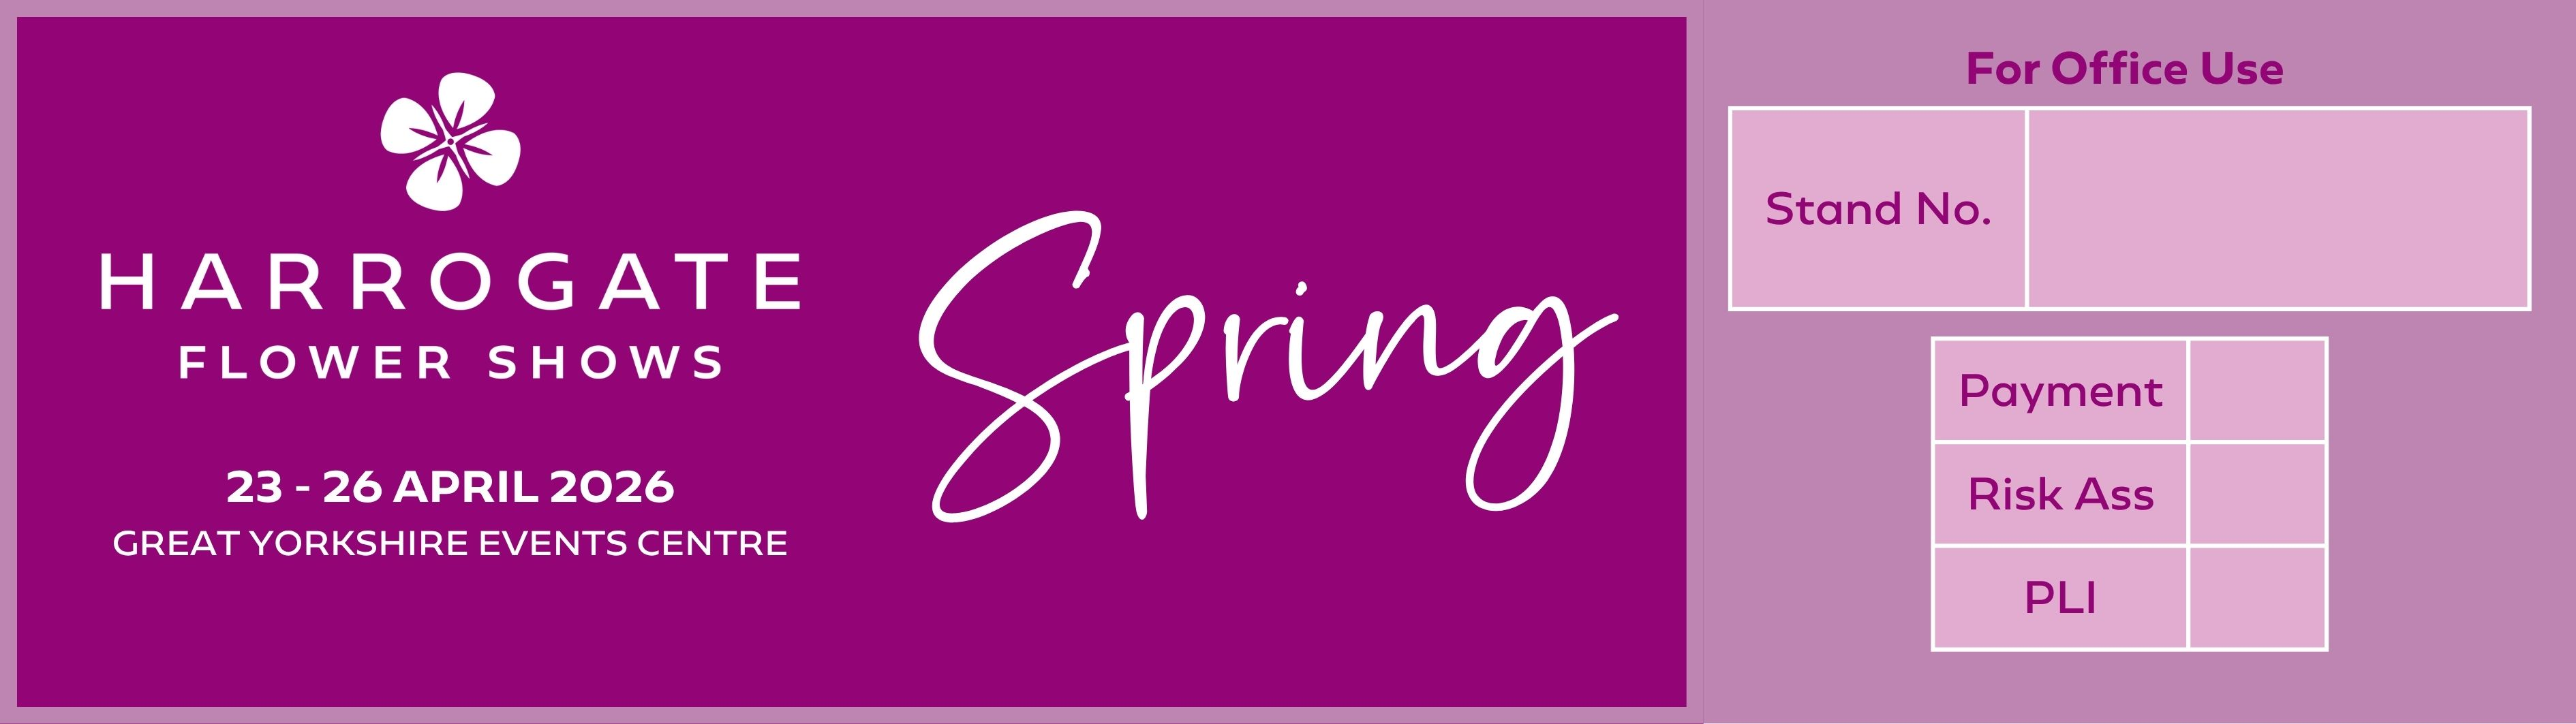 HARROGATE
FLOWER SHOWS
23 - 26 APRIL 2026
GREAT YORKSHIRE EVENTS CENTRE
Spring
For Office Use
Stand No.
Payment
Risk Ass
PLI